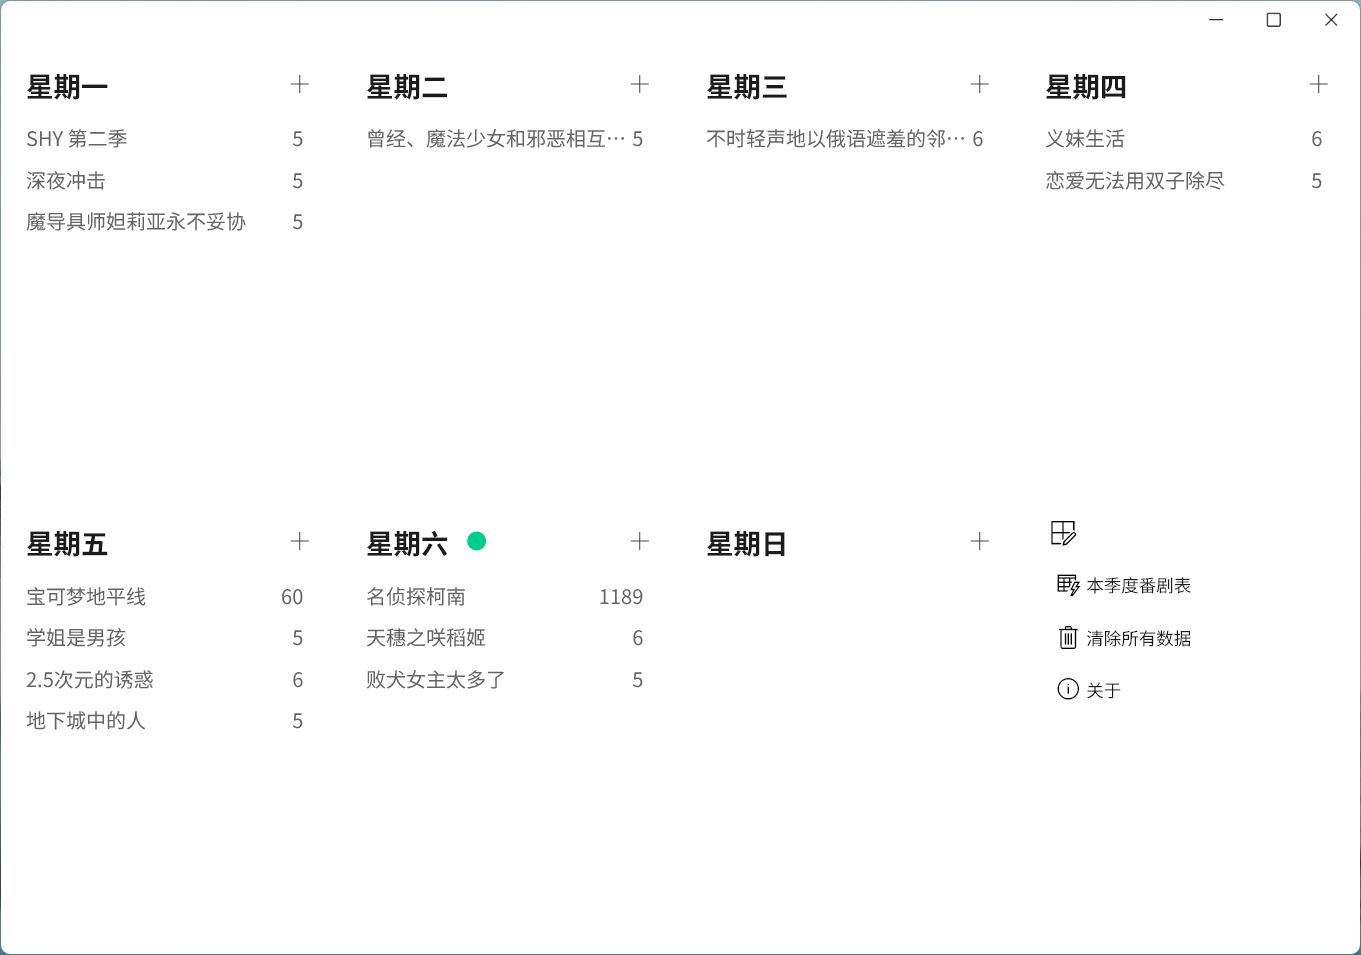 星期一
SHY 第二季 5
深夜冲击 5
魔导具师妲莉亚永不妥协 5
星期二
曾经、魔法少女和邪恶相互… 5
星期三
不时轻声地以俄语遮羞的邻… 6
星期四
义妹生活 6
恋爱无法用双子除尽 5
星期五
宝可梦地平线 60
学姐是男孩 5
2.5次元的诱惑 6
地下城中的人 5
星期六
名侦探柯南 1189
天穗之咲稻姬 6
败犬女主太多了 5
星期日
本季度番剧表
清除所有数据
关于